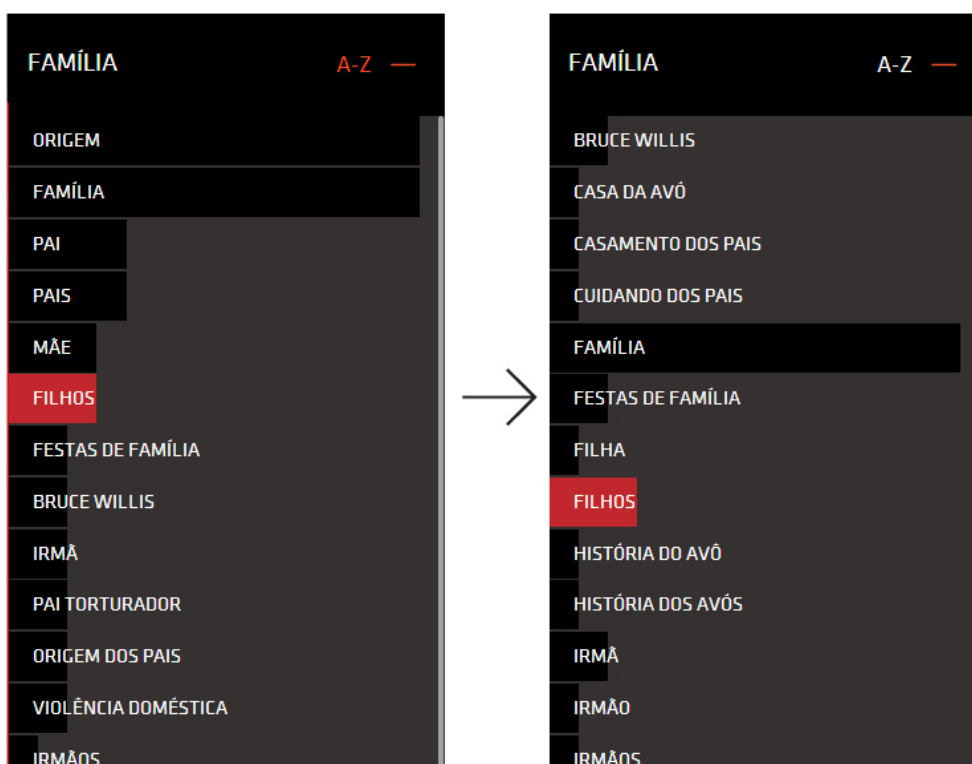 FAMÍLIA A-Z —
ORIGEM
FAMÍLIA
PAI
PAIS
MÃE
FILHOS
FESTAS DE FAMÍLIA
BRUCE WILLIS
IRMÃ
PAI TORTURADOR
ORIGEM DOS PAIS
VIOLÊNCIA DOMÉSTICA
IRMÃOS
FAMÍLIA A-Z —
BRUCE WILLIS
CASA DA AVÓ
CASAMENTO DOS PAIS
CUIDANDO DOS PAIS
FAMÍLIA
FESTAS DE FAMÍLIA
FILHA
FILHOS
HISTÓRIA DO AVÔ
HISTÓRIA DOS AVÓS
IRMÃ
IRMÃO
IRMÃOS